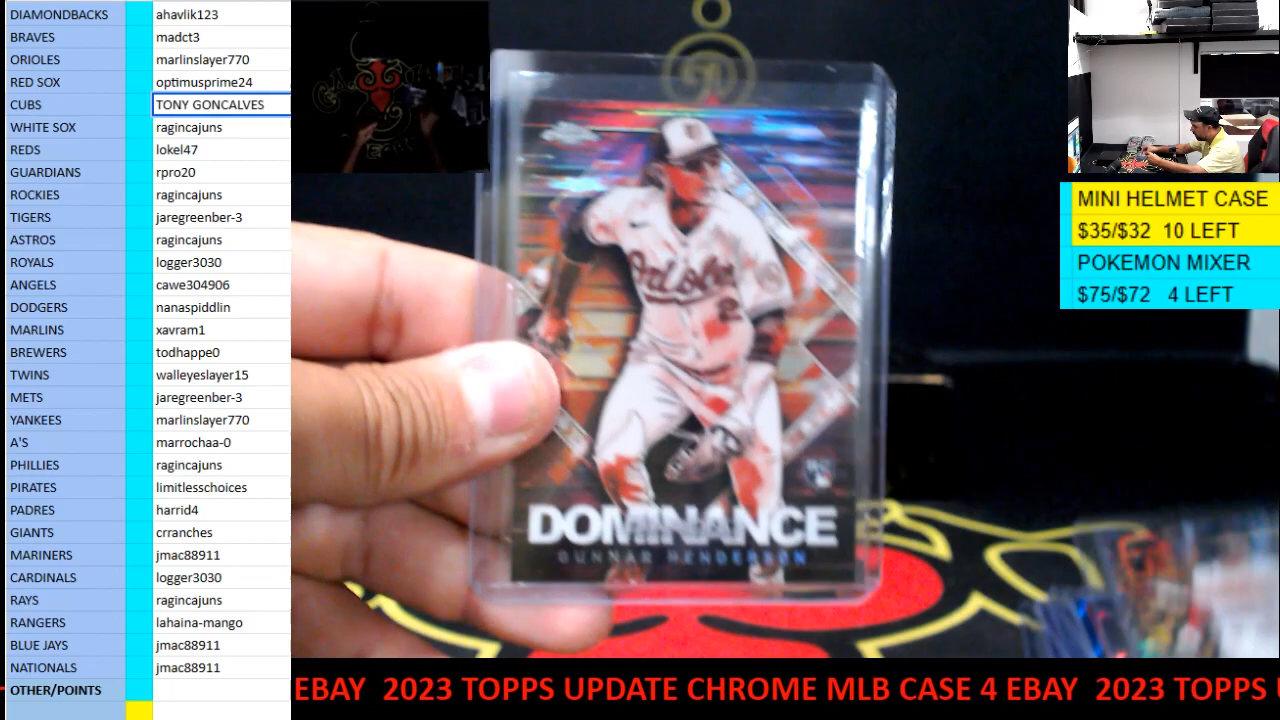 DIAMONDBACKS ahavlik123
BRAVES madct3
ORIOLES marlinslayer770
RED SOX optimusprime24
CUBS TONY GONCALVES
WHITE SOX ragincajuns
REDS lokel47
GUARDIANS rpro20
ROCKIES ragincajuns
TIGERS jaregreenber-3
ASTROS ragincajuns
ROYALS logger3030
ANGELS cawe304906
DODGERS nanaspiddlin
MARLINS xavram1
BREWERS todhappe0
TWINS walleyeslayer15
METS jaregreenber-3
YANKEES marlinslayer770
A'S marrochaa-0
PHILLIES ragincajuns
PIRATES limitlesschoices
PADRES harrid4
GIANTS crranches
MARINERS jmac88911
CARDINALS logger3030
RAYS ragincajuns
RANGERS lahaina-mango
BLUE JAYS jmac88911
NATIONALS jmac88911
OTHER/POINTS
Orioles
2
DOMINANCE
GUNNAR HENDERSON
MINI HELMET CASE
$35/$32 10 LEFT
POKEMON MIXER
$75/$72 4 LEFT
EBAY 2023 TOPPS UPDATE CHROME MLB CASE 4 EBAY 2023 TOPPS